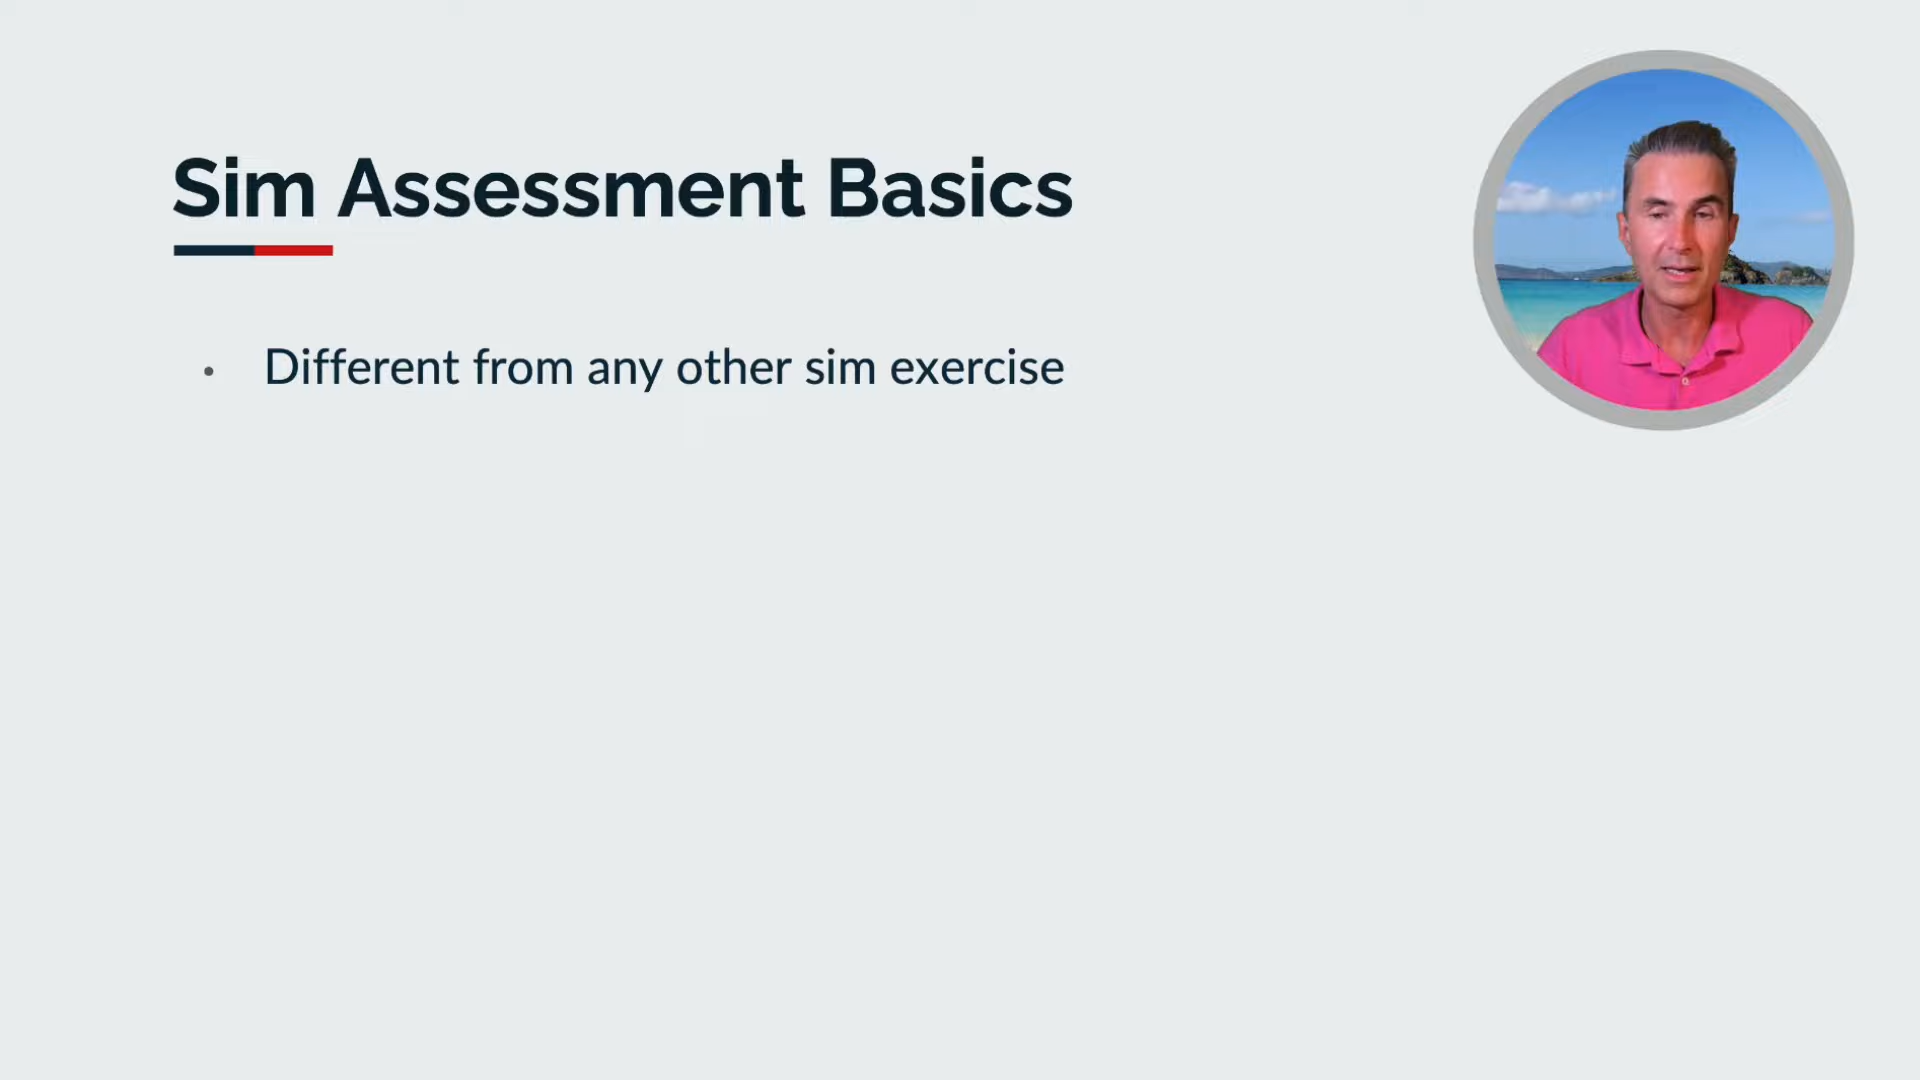 Sim Assessment Basics
• Different from any other sim exercise